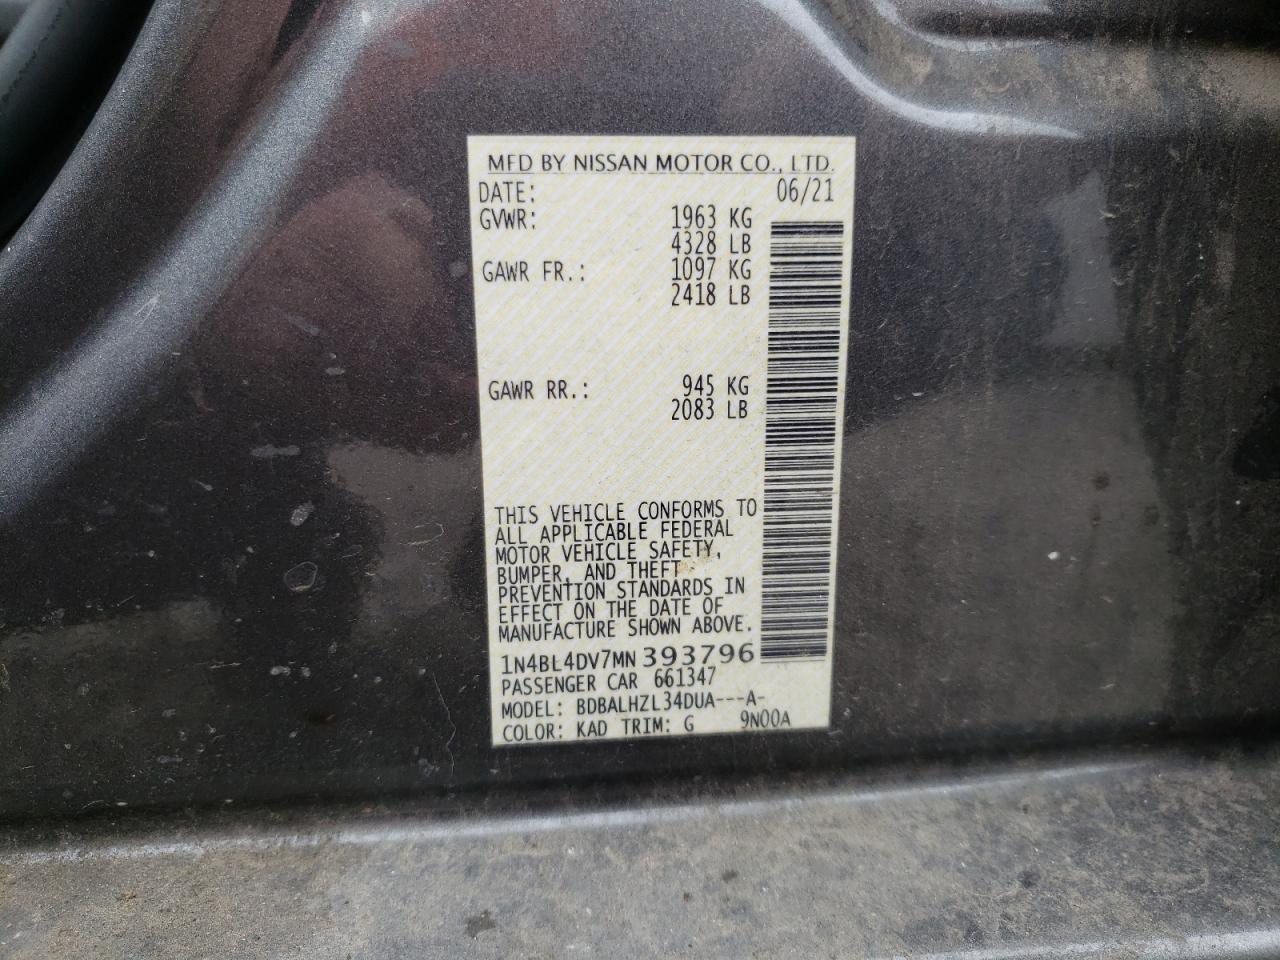 MFD BY NISSAN MOTOR CO., LTD.
DATE: 06/21
GVWR: 1963 KG
4328 LB
GAWR FR.: 1097 KG
2418 LB
GAWR RR.: 945 KG
2083 LB
THIS VEHICLE CONFORMS TO
ALL APPLICABLE FEDERAL
MOTOR VEHICLE SAFETY,
BUMPER, AND THEFT
PREVENTION STANDARDS IN
EFFECT ON THE DATE OF
MANUFACTURE SHOWN ABOVE.
1N4BL4DV7MN393796
PASSENGER CAR 661347
MODEL: BDBALHZL34DUA---A-
COLOR: KAD TRIM: G 9N00A